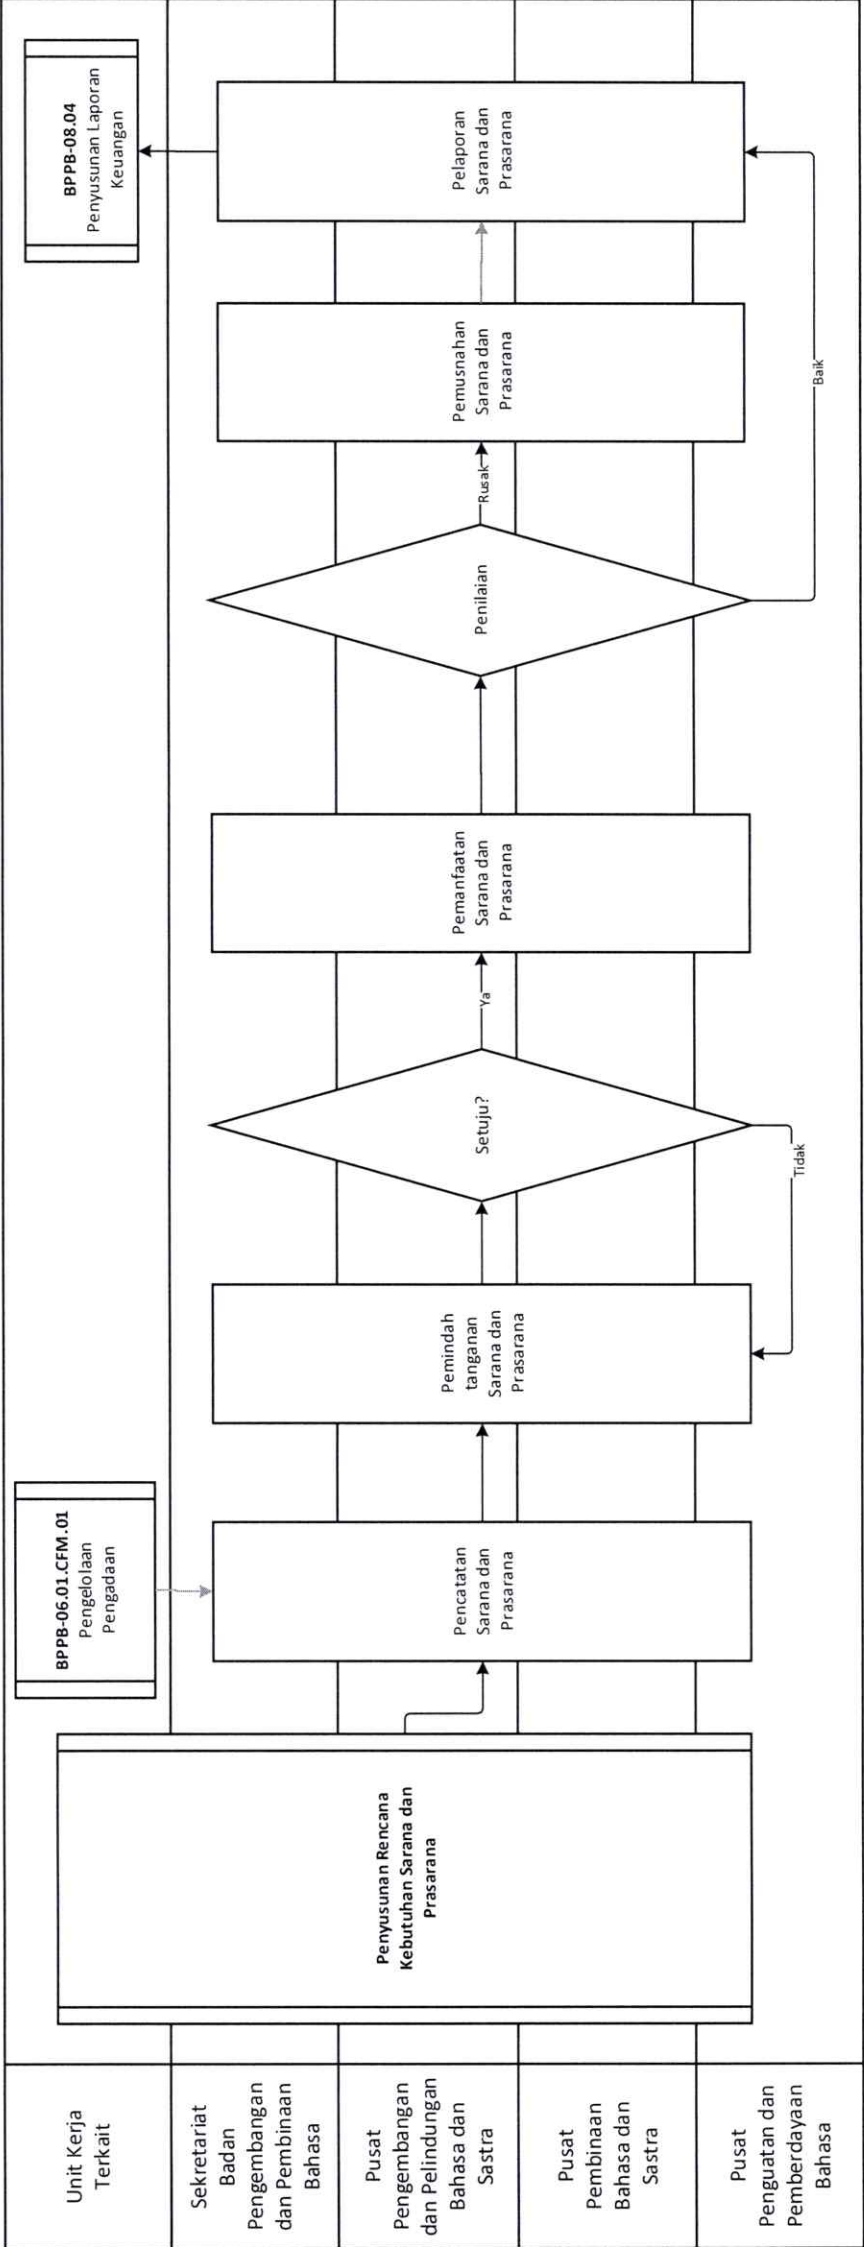 Unit Kerja
Terkait
Sekretariat
Badan
Pengembangan
dan Pembinaan
Bahasa
Pusat
Pengembangan
dan Pelindungan
Bahasa dan
Sastra
Pusat
Pembinaan
Bahasa dan
Sastra
Pusat
Penguatan dan
Pemberdayaan
Bahasa
Penyusunan Rencana
Kebutuhan Sarana dan
Prasarana
BPPB-06.01.CFM.01
Pengelolaan
Pengadaan
Pencatatan
Sarana dan
Prasarana
Pemindah
tanganan
Sarana dan
Prasarana
Setuju?
Tidak
Ya
Pemanfaatan
Sarana dan
Prasarana
Penilaian
Rusak
Baik
Pemusnahan
Sarana dan
Prasarana
Pelaporan
Sarana dan
Prasarana
BPPB-08.04
Penyusunan Laporan
Keuangan